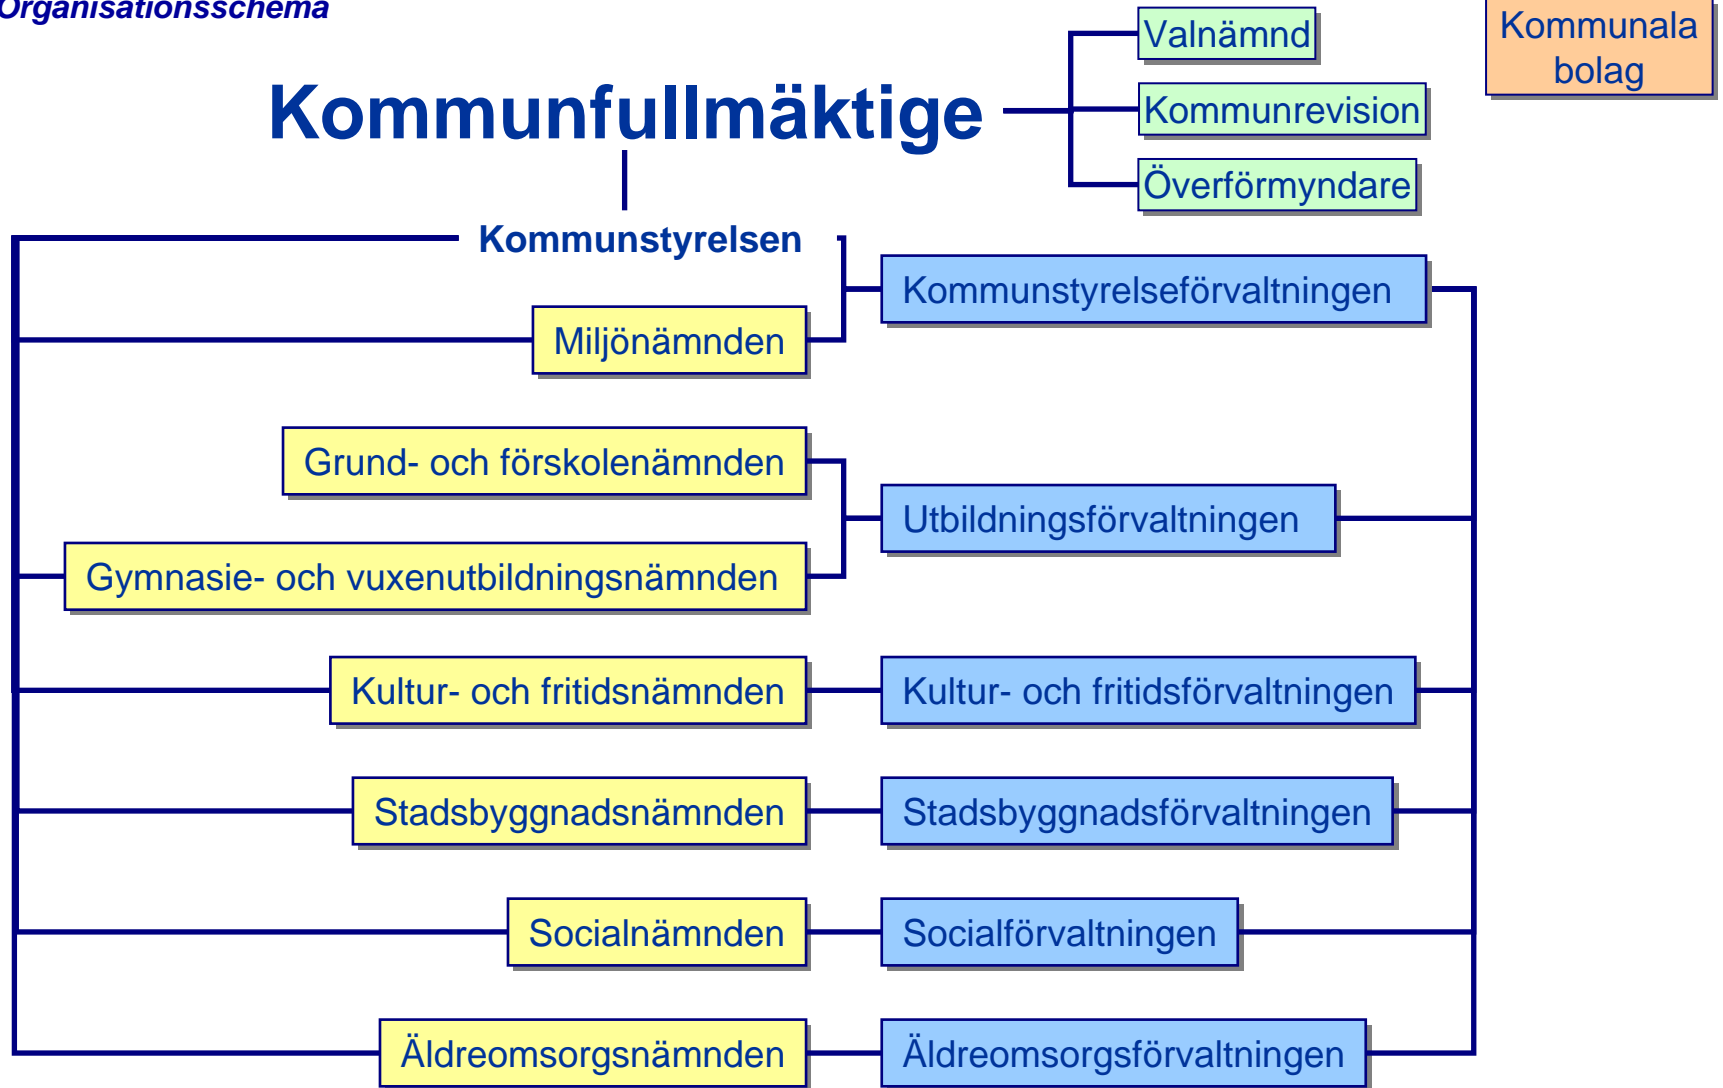 Organisationsschema
Valnämnd
Kommunala
bolag
Kommunfullmäktige
Kommunrevision
Överförmyndare
Kommunstyrelsen
Kommunstyrelseförvaltningen
Miljönämnden
Grund- och förskolenämnden
Utbildningsförvaltningen
Gymnasie- och vuxenutbildningsnämnden
Kultur- och fritidsnämnden
Kultur- och fritidsförvaltningen
Stadsbyggnadsnämnden
Stadsbyggnadsförvaltningen
Socialnämnden
Socialförvaltningen
Äldreomsorgsnämnden
Äldreomsorgsförvaltningen